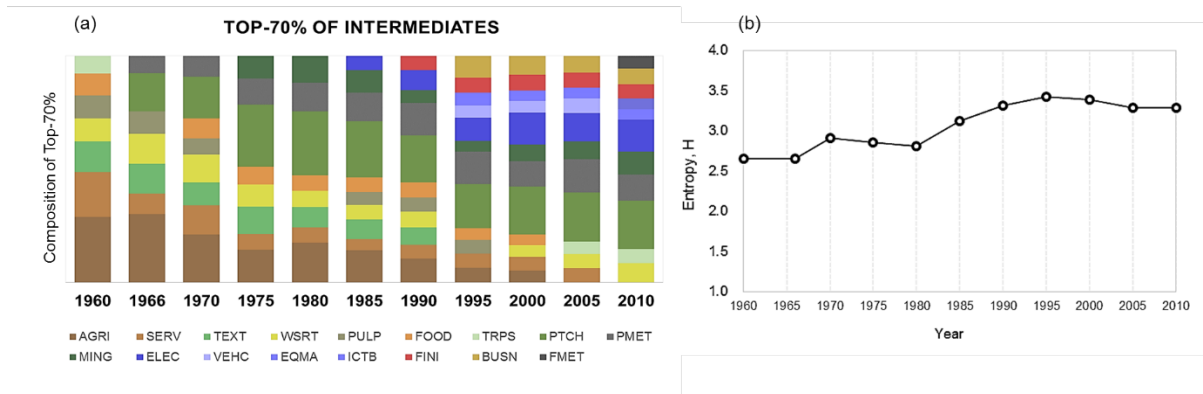 (a)
TOP-70% OF INTERMEDIATES
Composition of Top-70%
1960 1966 1970 1975 1980 1985 1990 1995 2000 2005 2010
AGRI SERV TEXT WSRT PULP FOOD TRPS PTCH PMET
MING ELEC VEHC EQMA ICTB FINI BUSN FMET
(b)
4.0
3.5
3.0
2.5
2.0
1.5
1.0
Entropy, H
1960 1965 1970 1975 1980 1985 1990 1995 2000 2005 2010
Year